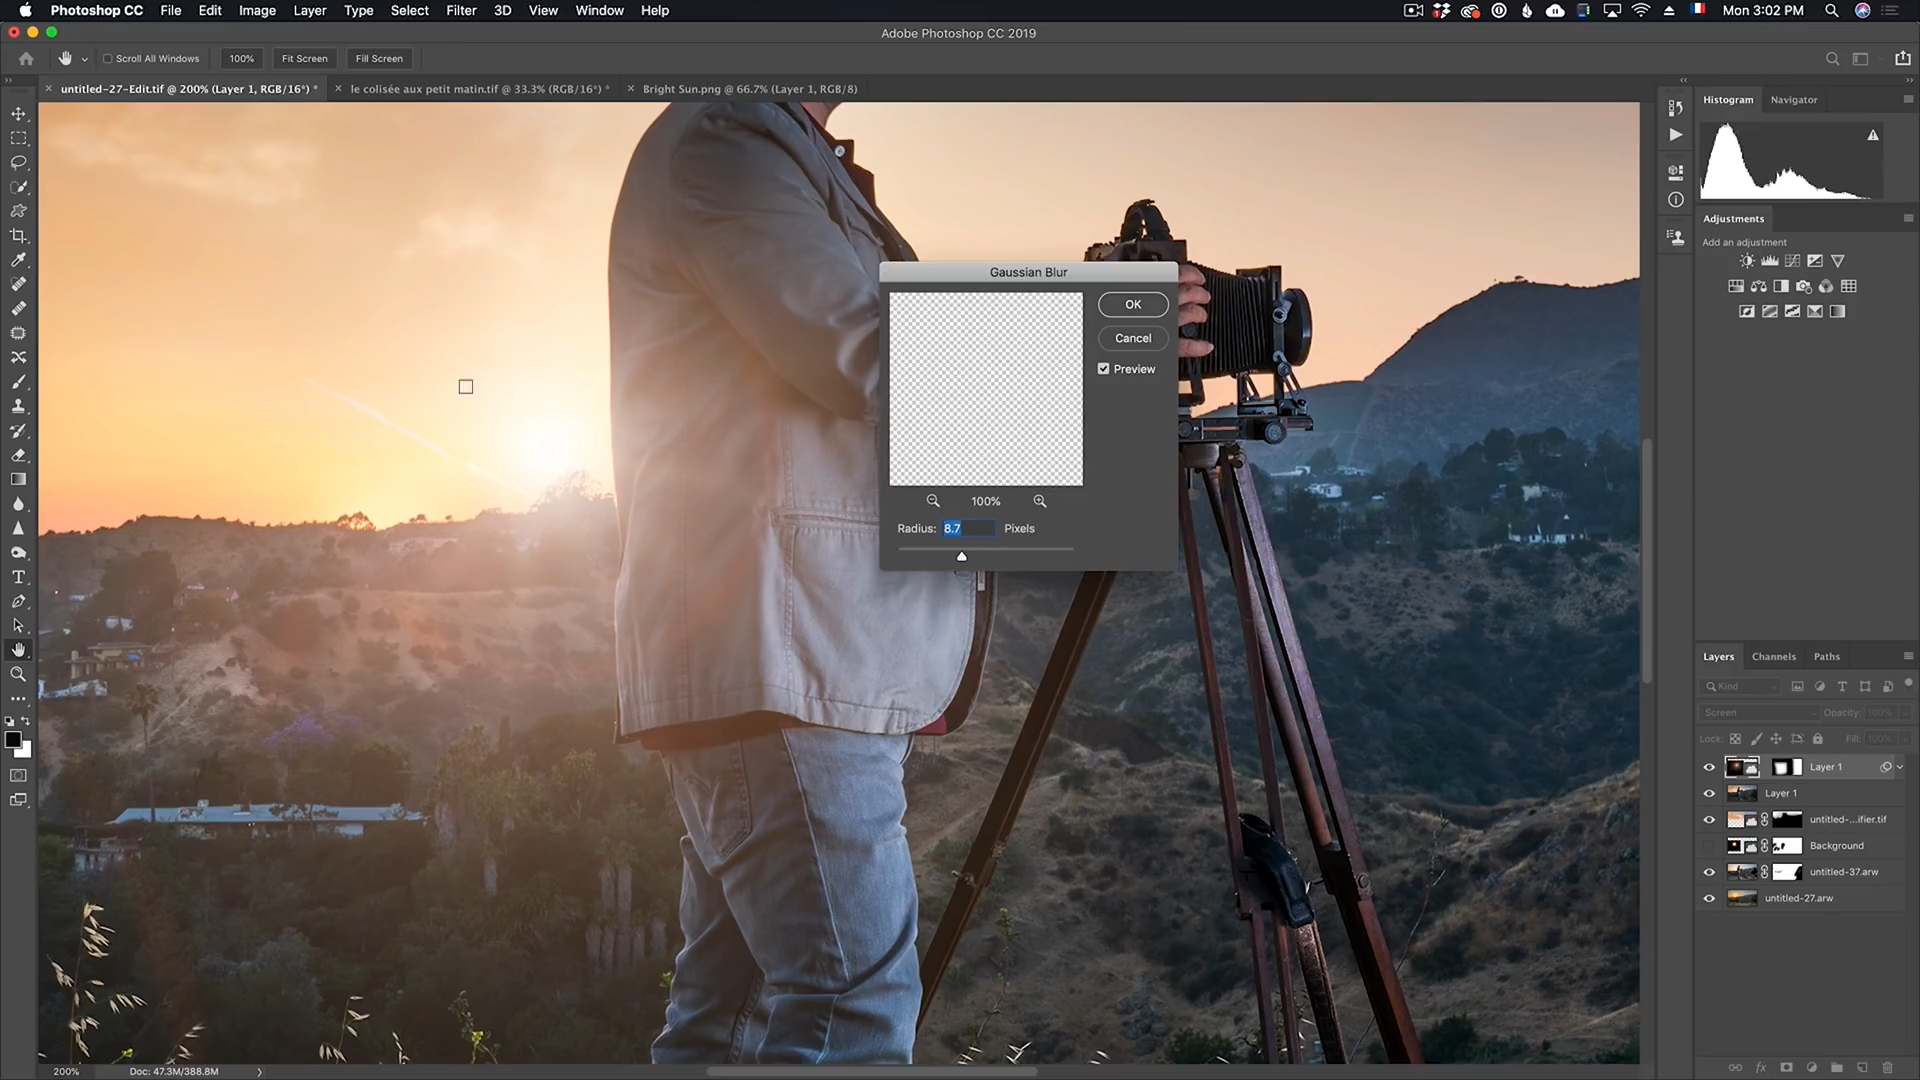 Photoshop CC File Edit Image Layer Type Select Filter 3D View Window Help Mon 3:02 PM
Adobe Photoshop CC 2019
Scroll All Windows 100% Fit Screen Fill Screen
untitled-27-Edit.tif @ 200% (Layer 1, RGB/16*) * le colisée aux petit matin.tif @ 33.3% (RGB/16*) * Bright Sun.png @ 66.7% (Layer 1, RGB/8)
Histogram Navigator
Adjustments
Add an adjustment
Gaussian Blur
OK
Cancel
Preview
100%
Radius: 8.7 Pixels
Layers Channels Paths
Kind
Screen Opacity: 100%
Lock: Fill: 100%
Layer 1
Layer 1
untitled-...ifier.tif
Background
untitled-37.arw
untitled-27.arw
200% Doc: 47.3M/388.8M